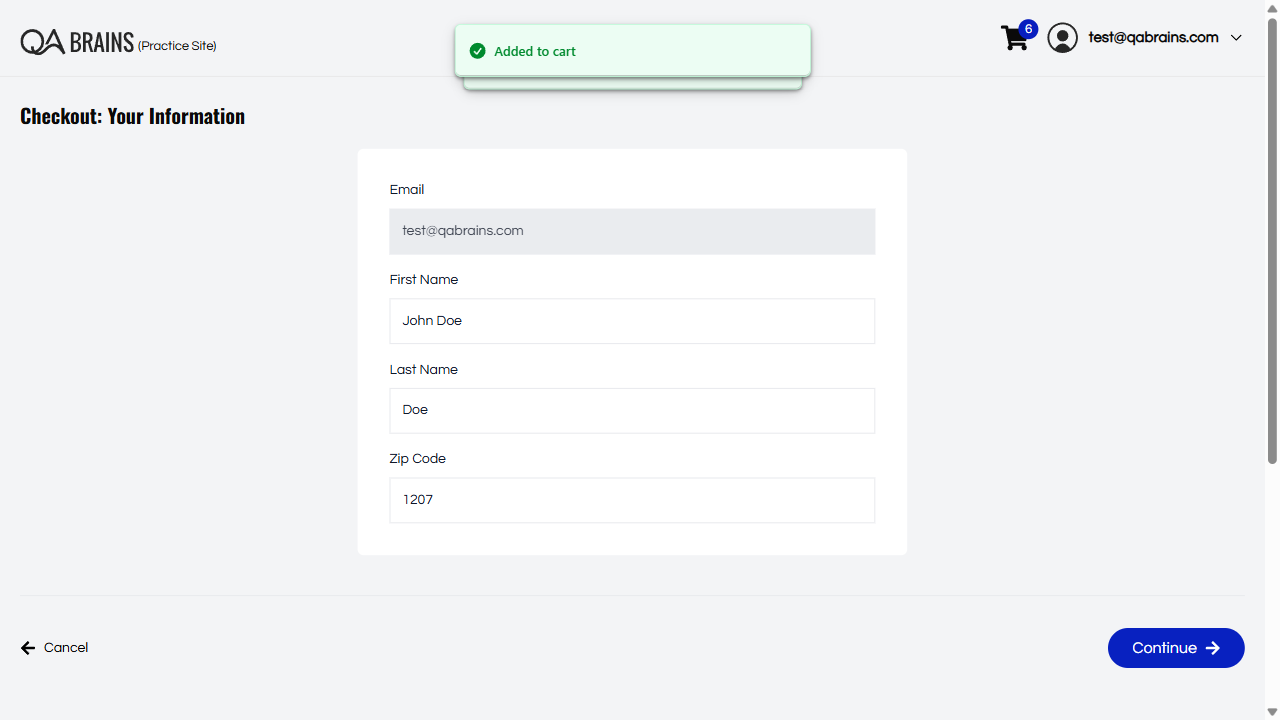 QA BRAINS (Practice Site)
Added to cart
6
test@qabrains.com
Checkout: Your Information
Email
test@qabrains.com
First Name
John Doe
Last Name
Doe
Zip Code
1207
Cancel
Continue